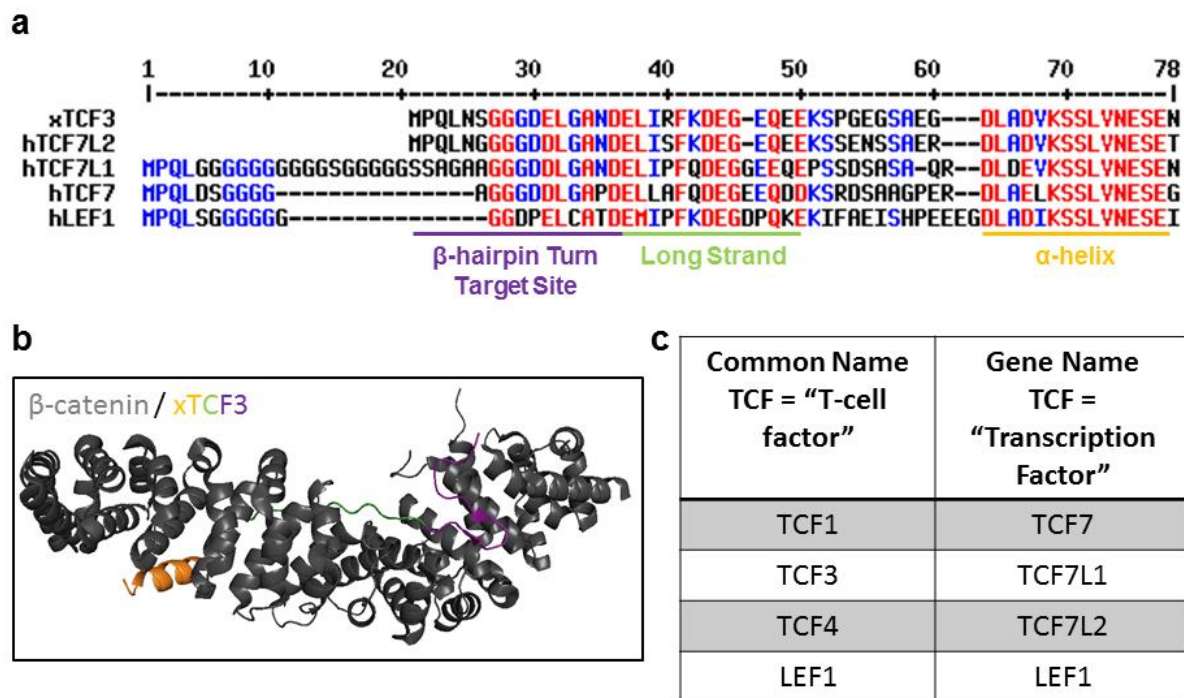 a
1 10 20 30 40 50 60 70 78
|--------+---------+---------+---------+---------+---------+---------+-------|
xTCF3 MPQLNSGGGDELGANDELIRFKDEG-EQEEKSPGEGSAEG---DLADVKSSLVNESEN
hTCF7L2 MPQLNGGGGDDLGANDELISFKDEG-EQEEKSSENSSAER---DLADVKSSLVNESET
hTCF7L1 MPQLGGGGGGGGGGSGGGGGSSAGAAGGGDDLGANDELIPFQDEGGEEQEPSSDSASA-QR--DLDEVKSSLVNESEN
hTCF7 MPQLDSGGGG---------------AGGGDDLGAPDELLAFQDEGEEQDDKSRDSAAGPER--DLAELKSSLVNESEG
hLEF1 MPQLSGGGGGG---------------GGDPELCATDEMIPFKDEGDPQKEKIFAEISHPEEEGDLADIKSSLVNESEI
β-hairpin Turn
Target Site
Long Strand
α-helix
b
β-catenin / xTCF3
c
Common Name
TCF = “T-cell
factor”
Gene Name
TCF =
“Transcription
Factor”
TCF1 TCF7
TCF3 TCF7L1
TCF4 TCF7L2
LEF1 LEF1